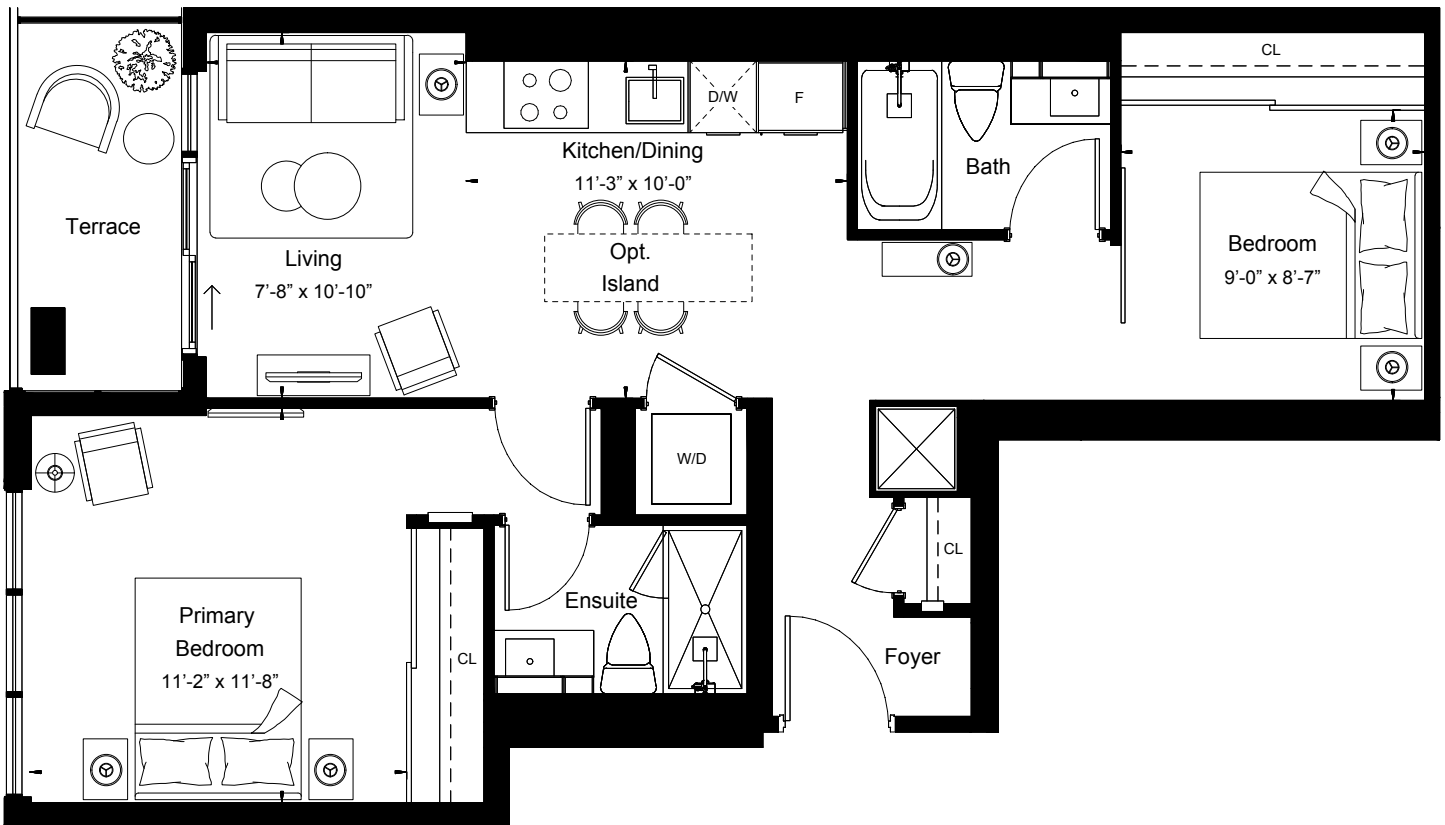 CL
D/W
F
Kitchen/Dining
11’-3” x 10’-0”
Bath
Terrace
Living
7’-8” x 10’-10”
Opt.
Island
Bedroom
9’-0” x 8’-7”
W/D
CL
Ensuite
Primary
Bedroom
11’-2” x 11’-8”
CL
Foyer